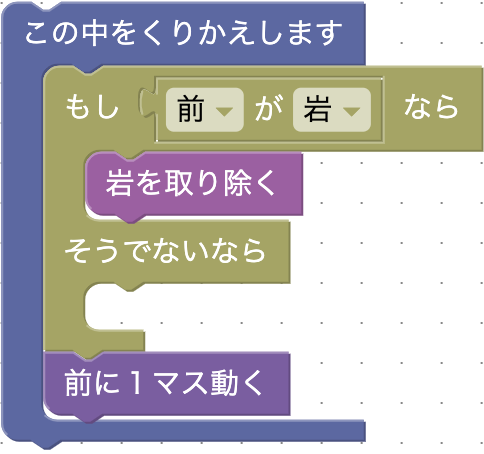 この中をくりかえします
もし 前 が 岩 なら
岩を取り除く
そうでないなら
前に１マス動く